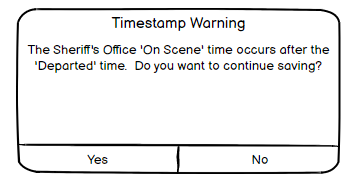 Timestamp Warning
The Sheriff's Office 'On Scene' time occurs after the
'Departed' time.  Do you want to continue saving?
Yes
No